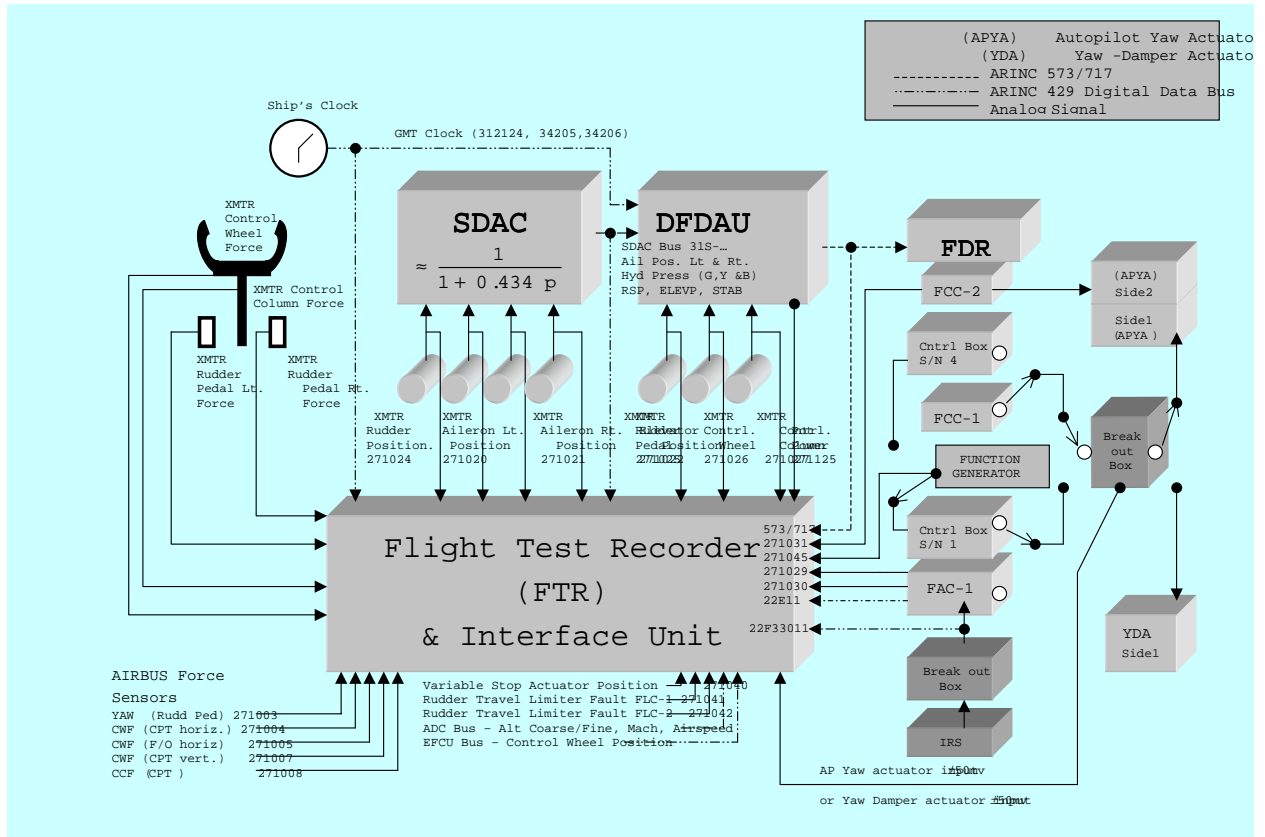 (APYA) Autopilot Yaw Actuato
(YDA) Yaw -Damper Actuato
ARINC 573/717
ARINC 429 Digital Data Bus
Analog Signal
Ship's Clock
GMT Clock (312124, 34205,34206)
XMTR
Control
Wheel
Force
XMTR Control
Column Force
XMTR
Rudder
Pedal Lt.
Force
XMTR
Rudder
Pedal Rt.
Force
SDAC
≈ 1
1 + 0.434 p
DFDAU
SDAC Bus 31S-…
Ail Pos. Lt & Rt.
Hyd Press (G,Y &B)
RSP, ELEVP, STAB
FDR
FCC-2
(APYA)
Side2
Side1
(APYA )
Cntrl Box
S/N 4
FCC-1
Break
out
Box
FUNCTION
GENERATOR
Cntrl Box
S/N 1
FAC-1
YDA
Side1
Break out
Box
IRS
XMTR
Rudder
Position.
271024
XMTR
Aileron Lt.
Position
271020
XMTR
Aileron Rt.
Position
271021
XMTR
Position
XMTR
Contrl.
Wheel
271026
XMTR
Flight Test Recorder
(FTR)
& Interface Unit
573/717
271031
271045
271029
271030
22E11
22F33011
AIRBUS Force
Sensors
YAW (Rudd Ped) 271003
CWF (CPT horiz.) 271004
CWF (F/O horiz) 271005
CWF (CPT vert.) 271007
CCF (CPT ) 271008
Variable Stop Actuator Position 271040
Rudder Travel Limiter Fault FLC-1 271041
Rudder Travel Limiter Fault FLC-2 271042
ADC Bus – Alt Coarse/Fine, Mach, Airspeed
EFCU Bus – Control Wheel Position
AP Yaw actuator input
or Yaw Damper actuator input